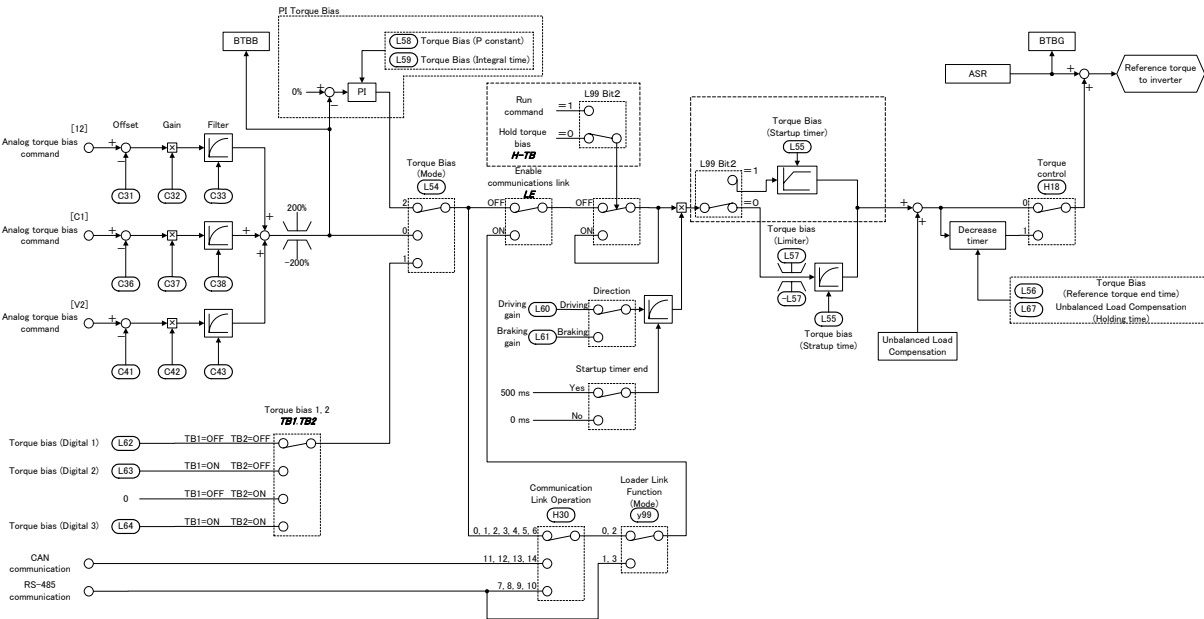 PI Torque Bias
BTBB
L58 Torque Bias (P constant)
L59 Torque Bias (Integral time)
0%
+
−
PI
BTBG
ASR
+
+
Reference torque
to inverter
L99 Bit2
Run
command
=1
Hold torque
bias
=0
H-TB
[12]
Offset
Gain
Filter
Analog torque bias
command
+
−
C31
C32
C33
[C1]
Analog torque bias
command
+
−
C36
C37
C38
[V2]
Analog torque bias
command
+
−
C41
C42
C43
+
+
+
200%
-200%
Torque Bias
(Mode)
L54
2
0
1
Enable
communications link
LE
OFF
ON
OFF
ON
L99 Bit2
=1
=0
Torque Bias
(Startup timer)
L55
Torque bias
(Limiter)
L57
-L57
L55
Torque bias
(Stratup time)
+
+
Unbalanced Load
Compensation
Torque
control
H18
0
1
Decrease
timer
L56 Torque Bias
(Reference torque end time)
L67 Unbalanced Load Compensation
(Holding time)
Direction
Driving
gain
L60
Driving
Braking
gain
L61
Braking
Startup timer end
500 ms
Yes
0 ms
No
Torque bias 1, 2
TB1.TB2
Torque bias (Digital 1) L62 TB1=OFF TB2=OFF
Torque bias (Digital 2) L63 TB1=ON TB2=OFF
0 TB1=OFF TB2=ON
Torque bias (Digital 3) L64 TB1=ON TB2=ON
Communication
Link Operation
H30
0, 1, 2, 3, 4, 5, 6
11, 12, 13, 14
7, 8, 9, 10
Loader Link
Function
(Mode)
y99
0, 2
1, 3
CAN
communication
RS-485
communication